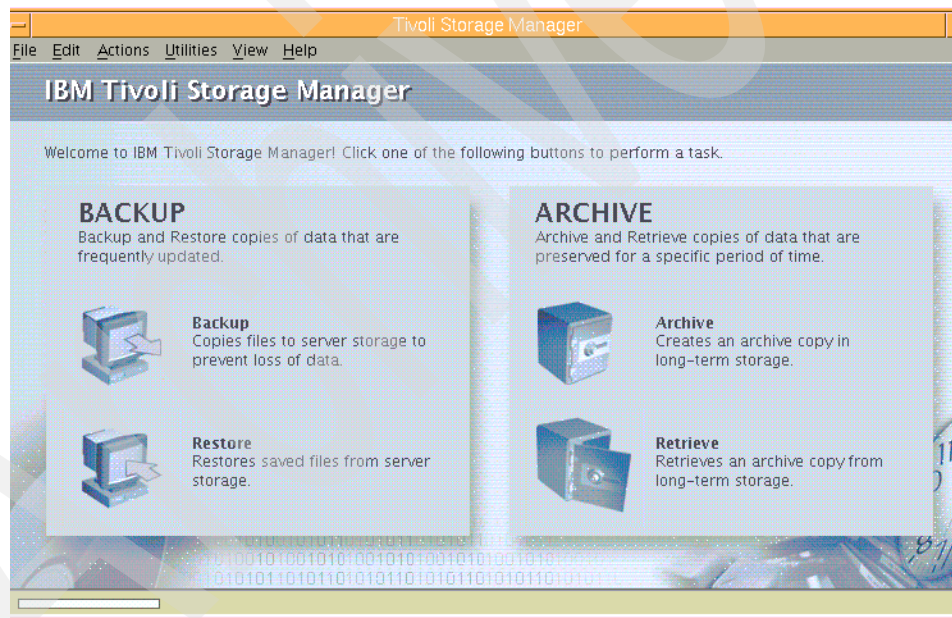 Tivoli Storage Manager
File Edit Actions Utilities View Help
IBM Tivoli Storage Manager
Welcome to IBM Tivoli Storage Manager! Click one of the following buttons to perform a task.
BACKUP
Backup and Restore copies of data that are
frequently updated.
Backup
Copies files to server storage to
prevent loss of data.
Restore
Restores saved files from server
storage.
ARCHIVE
Archive and Retrieve copies of data that are
preserved for a specific period of time.
Archive
Creates an archive copy in
long-term storage.
Retrieve
Retrieves an archive copy from
long-term storage.